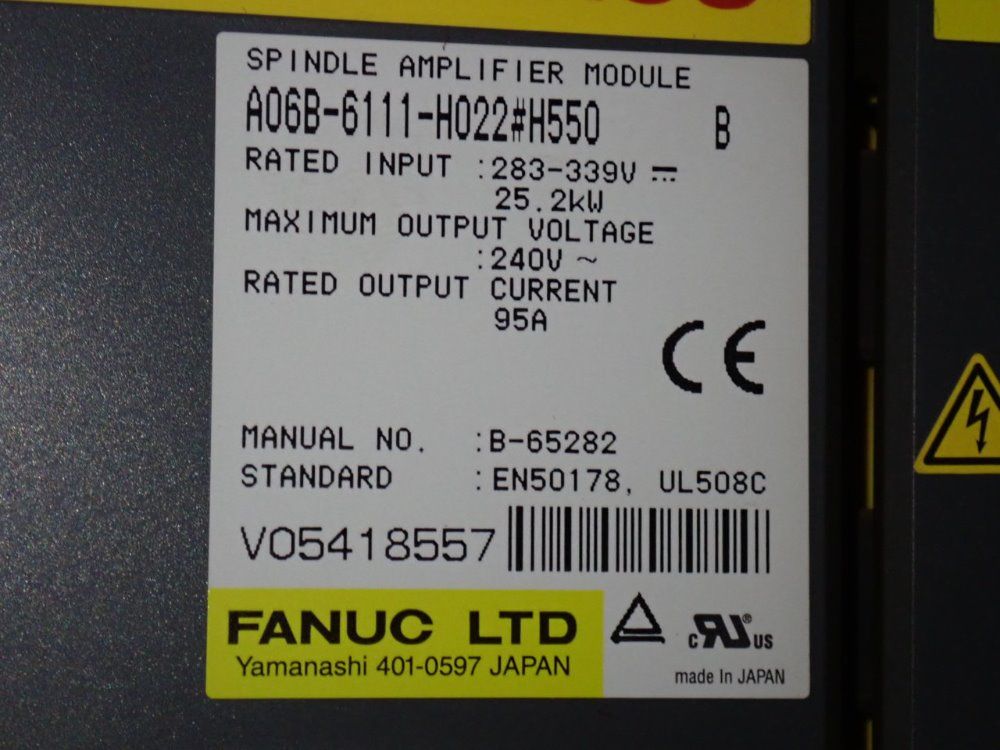 SPINDLE AMPLIFIER MODULE
A06B-6111-H022#H550 B
RATED INPUT :283-339V ⎓
25.2kW
MAXIMUM OUTPUT VOLTAGE
:240V ~
RATED OUTPUT CURRENT
95A
CE
MANUAL NO. :B-65282
STANDARD :EN50178, UL508C
V05418557
FANUC LTD
Yamanashi 401-0597 JAPAN
c RU ® US
made in JAPAN